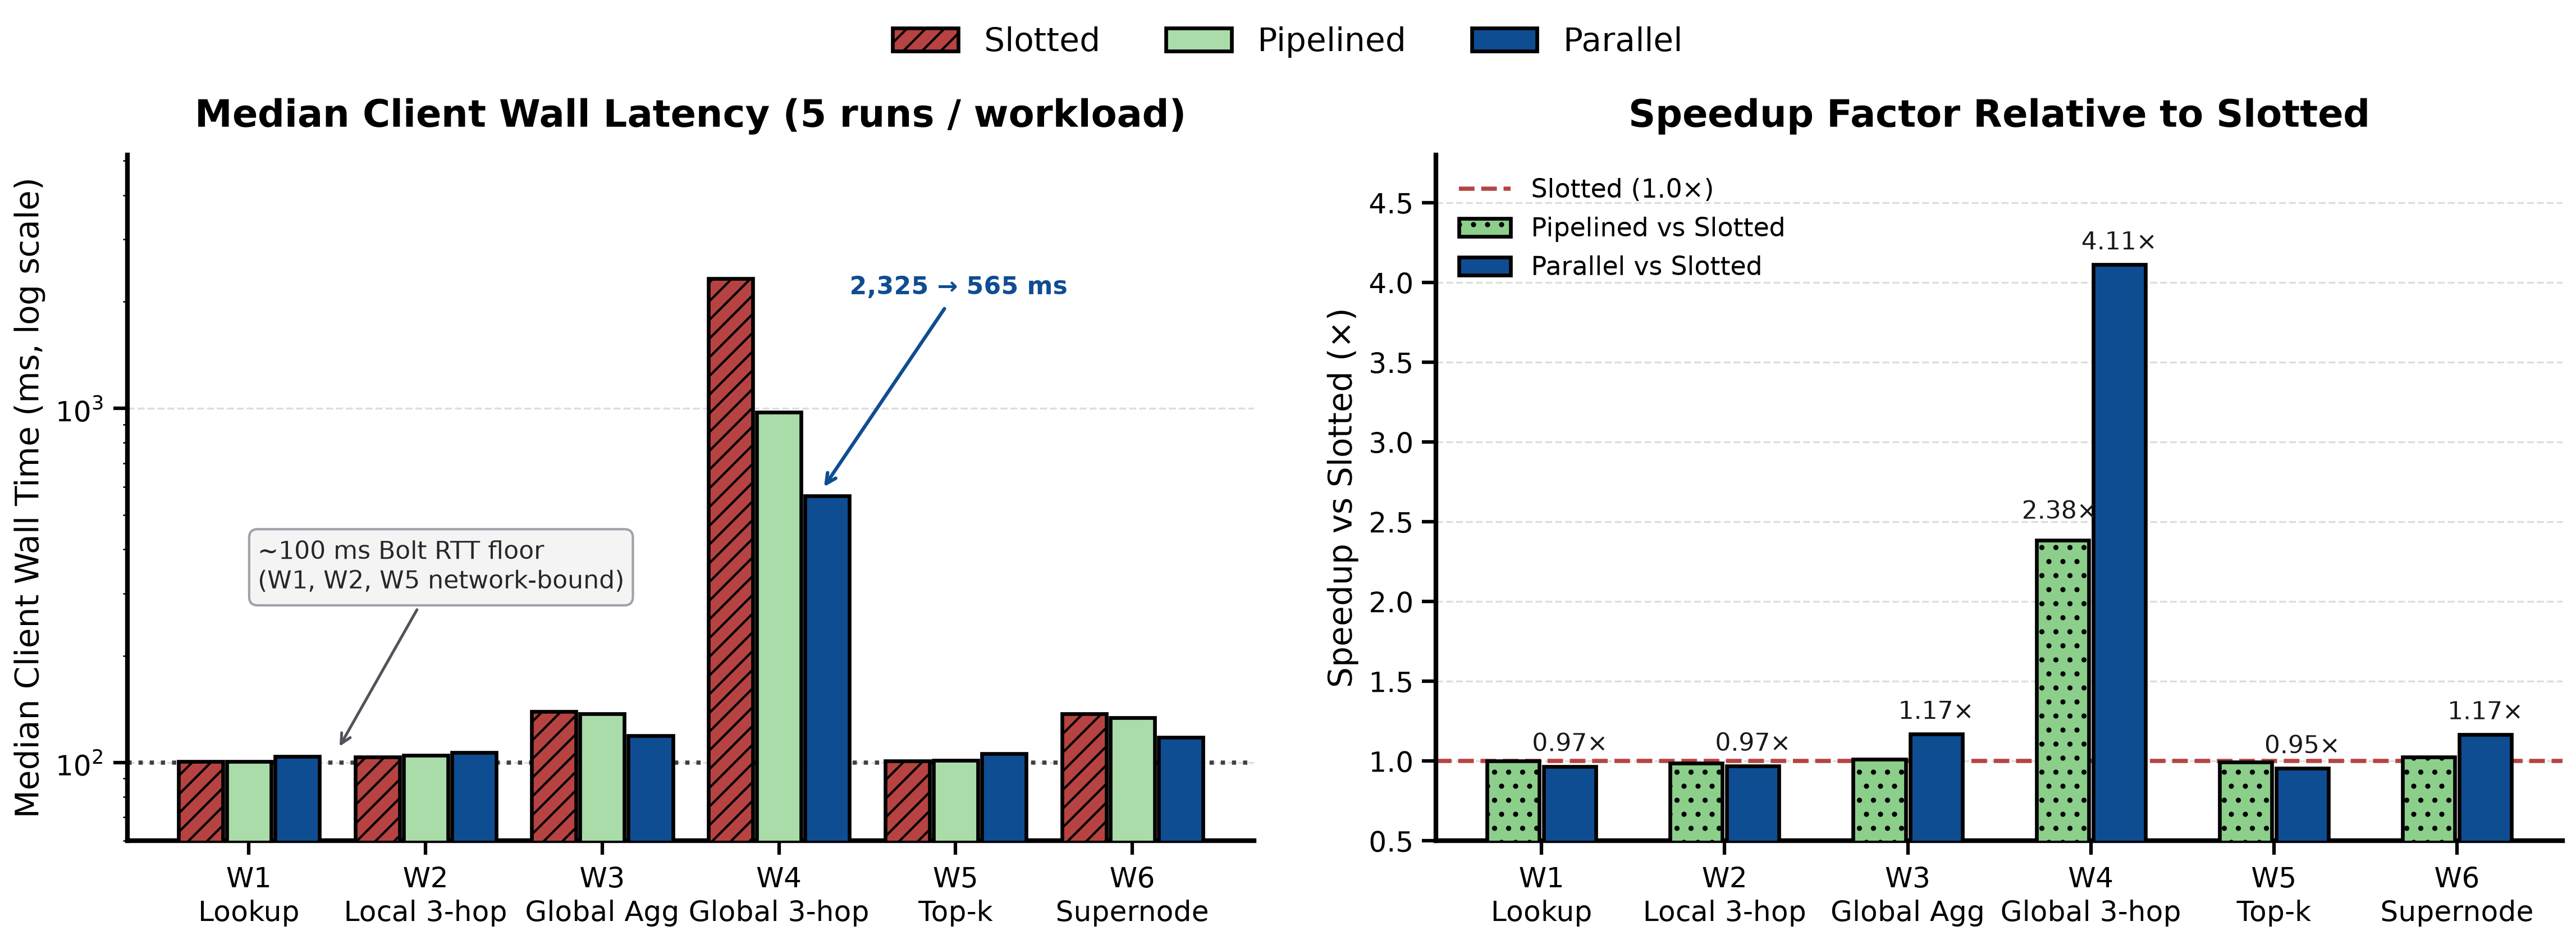 Slotted
Pipelined
Parallel
Median Client Wall Latency (5 runs / workload)
Median Client Wall Time (ms, log scale)
10³
10²
2,325 → 565 ms
~100 ms Bolt RTT floor
(W1, W2, W5 network-bound)
W1
Lookup
W2
Local 3-hop
W3
Global Agg
W4
Global 3-hop
W5
Top-k
W6
Supernode
Speedup Factor Relative to Slotted
Speedup vs Slotted (×)
4.5
4.0
3.5
3.0
2.5
2.0
1.5
1.0
0.5
Slotted (1.0×)
Pipelined vs Slotted
Parallel vs Slotted
0.97×
0.97×
1.17×
2.38×
4.11×
0.95×
1.17×
W1
Lookup
W2
Local 3-hop
W3
Global Agg
W4
Global 3-hop
W5
Top-k
W6
Supernode